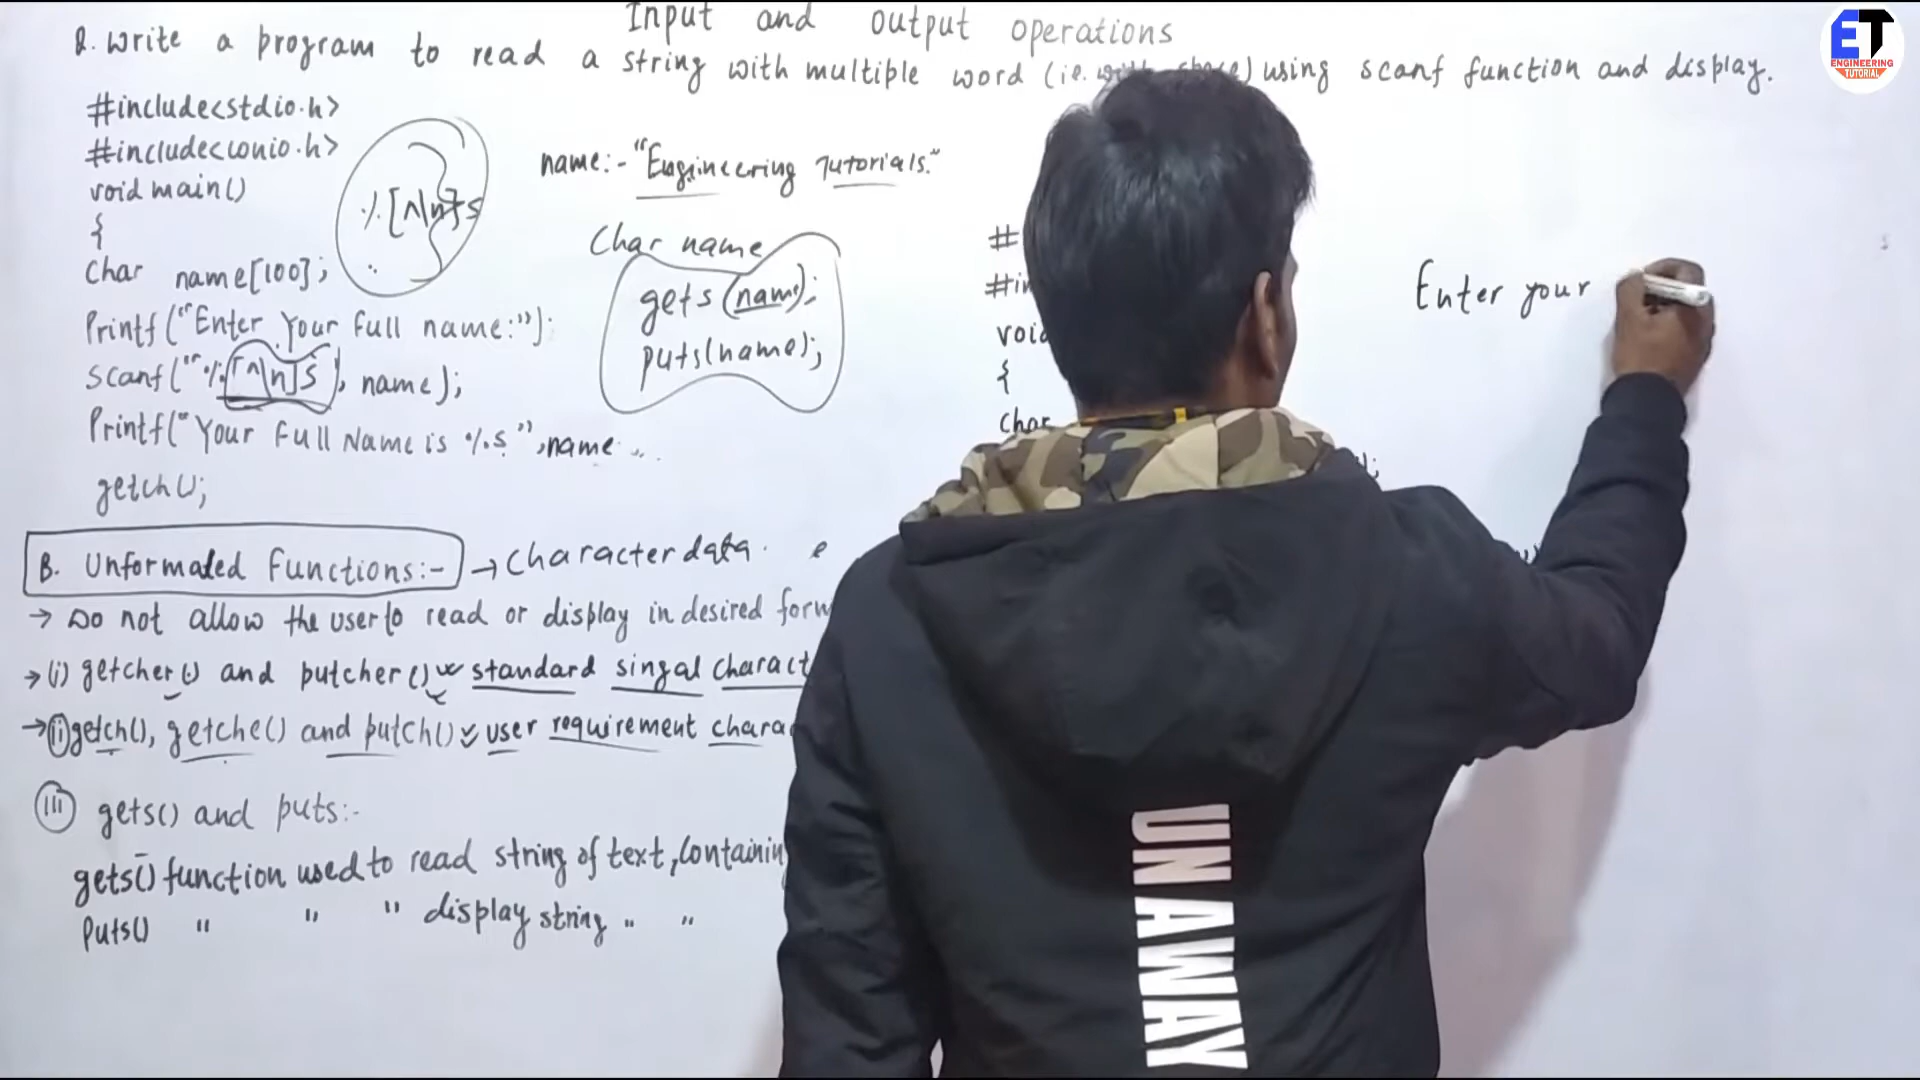 Input and output operations
Q. Write a program to read a string with multiple word (ie. with space) using scanf function and display.
#include<stdio.h>
#include<conio.h>
void main()
{
char name[100];
Printf("Enter Your Full name:");
Scanf("%[^\n]S", name);
Printf("Your Full Name is %s", name
getch();
%[^\n]s
name:- "Engineering Tutorials."
Char name
gets(name);
puts(name);
#
#in
void
{
char
Enter your
B. Unformated Functions:- → Character data.
→ Do not allow the user to read or display in desired form
→ (i) getcher() and putcher() standard singal charact
→ (ii) getch(), getche() and putch() user requirement chara
(iii) gets() and puts:-
gets() function used to read string of text, containin
Puts() " " " display string " "
ET
ENGINEERING
TUTORIAL
UNAWAY